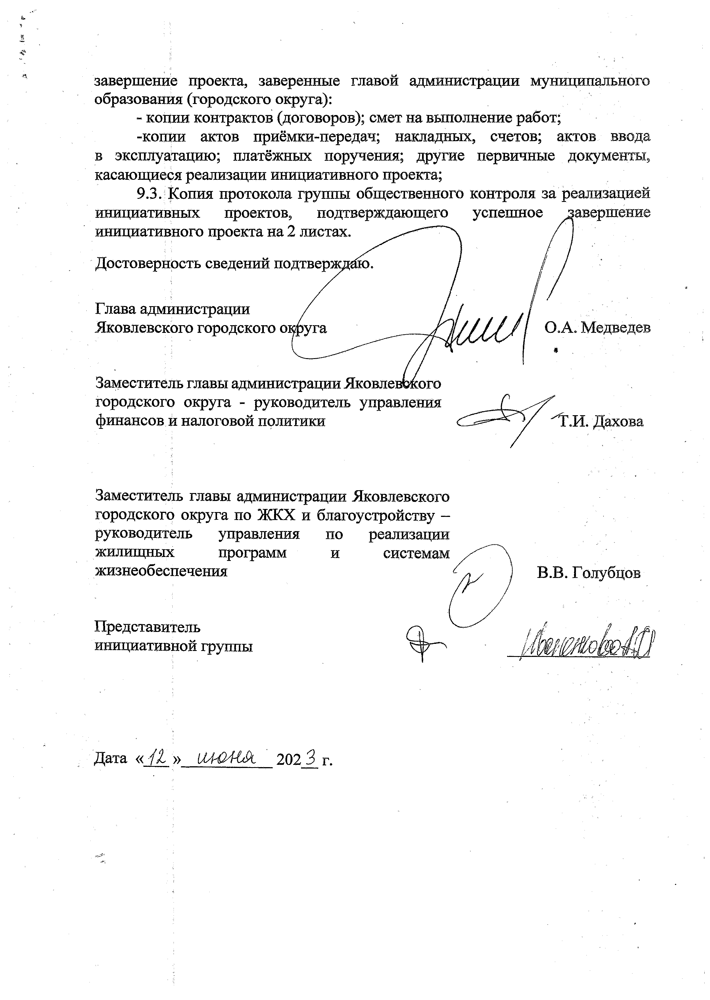 завершение проекта, заверенные главой администрации муниципального
образования (городского округа):
- копии контрактов (договоров); смет на выполнение работ;
-копии актов приёмки-передач; накладных, счетов; актов ввода
в эксплуатацию; платёжных поручения; другие первичные документы,
касающиеся реализации инициативного проекта;
9.3. Копия протокола группы общественного контроля за реализацией
инициативных проектов, подтверждающего успешное завершение
инициативного проекта на 2 листах.
Достоверность сведений подтверждаю.
Глава администрации
Яковлевского городского округа О.А. Медведев
Заместитель главы администрации Яковлевского
городского округа - руководитель управления
финансов и налоговой политики Т.И. Дахова
Заместитель главы администрации Яковлевского
городского округа по ЖКХ и благоустройству –
руководитель управления по реализации
жилищных программ и системам
жизнеобеспечения В.В. Голубцов
Представитель
инициативной группы
Дата «12» июня 2023 г.